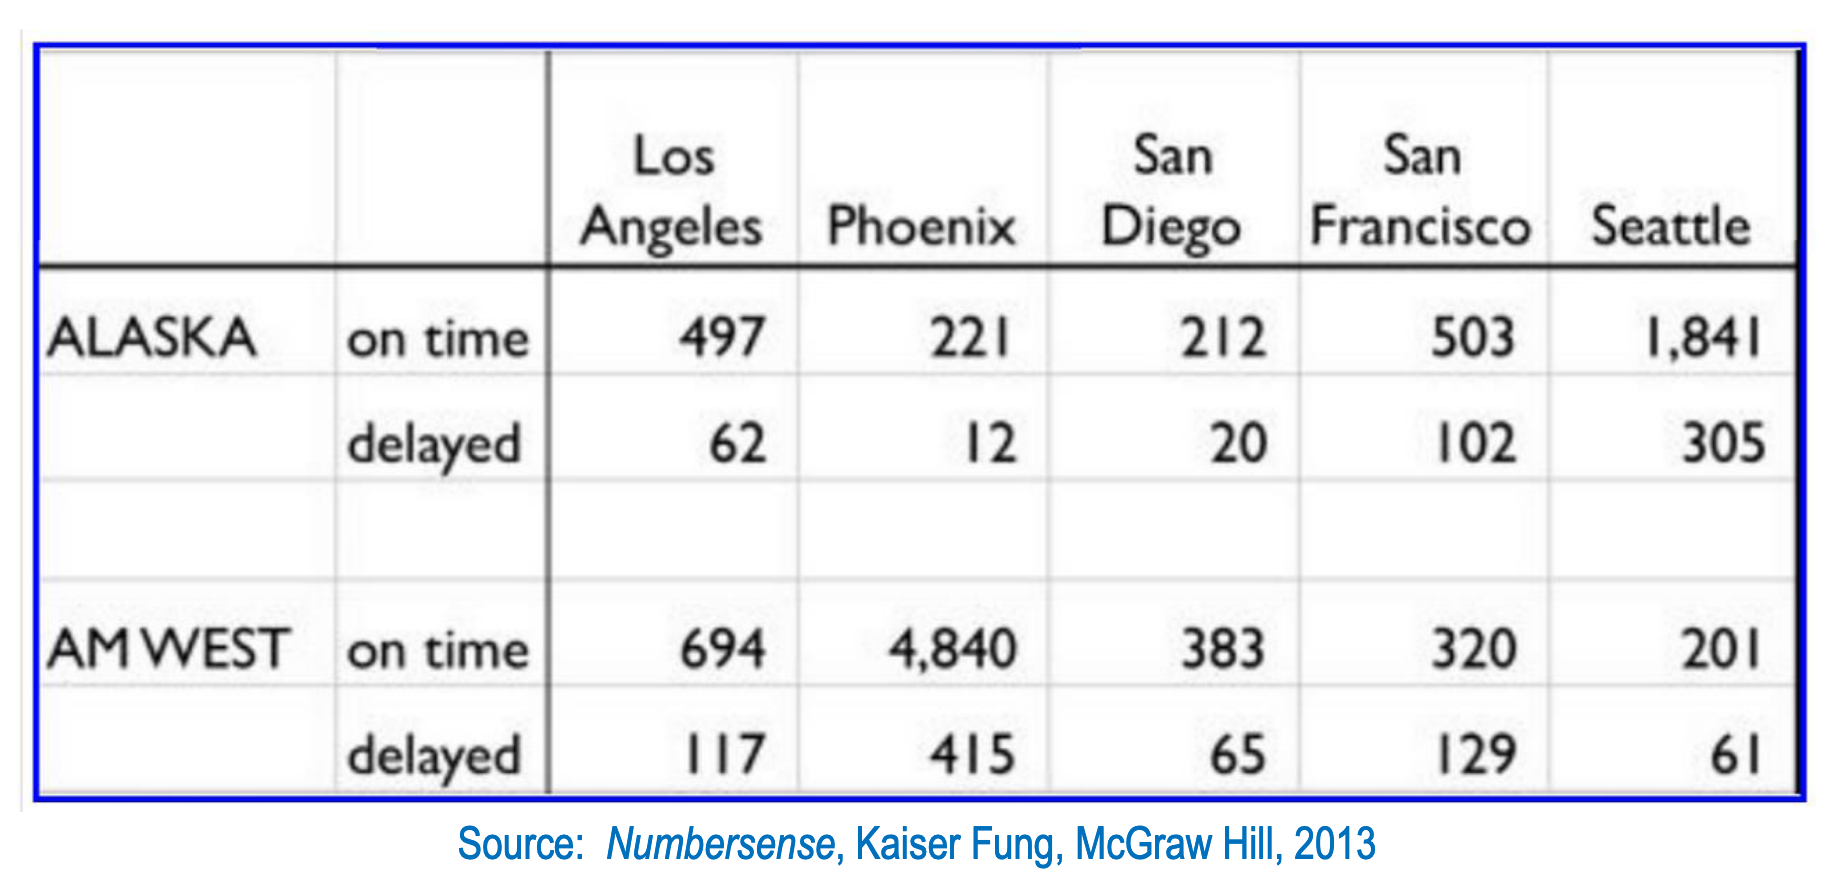 Los Angeles Phoenix San Diego San Francisco Seattle
ALASKA on time 497 221 212 503 1,841
delayed 62 12 20 102 305
AM WEST on time 694 4,840 383 320 201
delayed 117 415 65 129 61
Source: Numbersense, Kaiser Fung, McGraw Hill, 2013